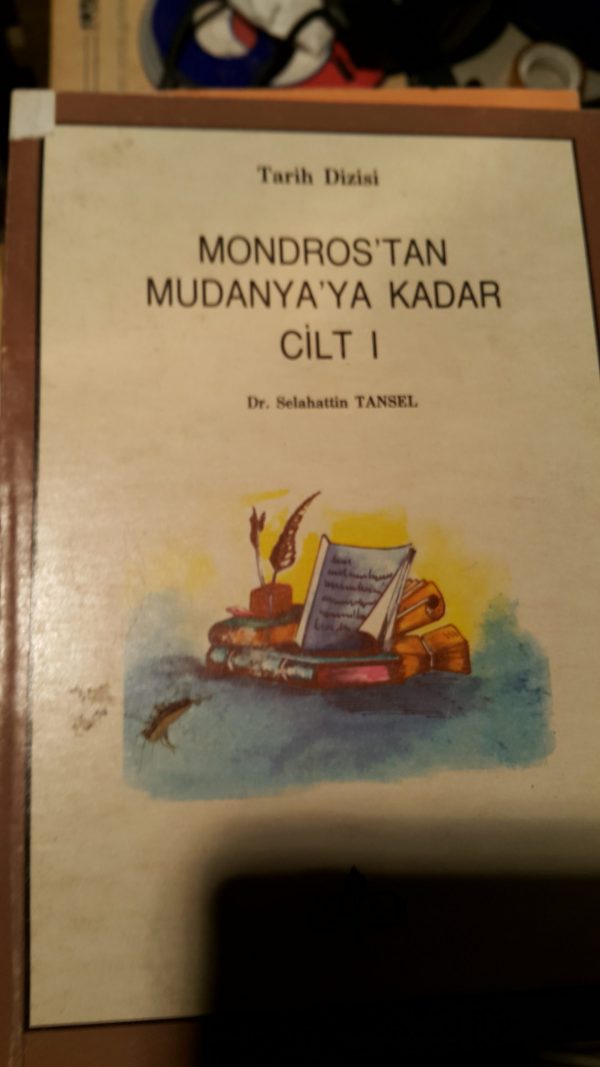 Tarih Dizisi
MONDROS'TAN
MUDANYA'YA KADAR
CİLT I
Dr. Selahattin TANSEL